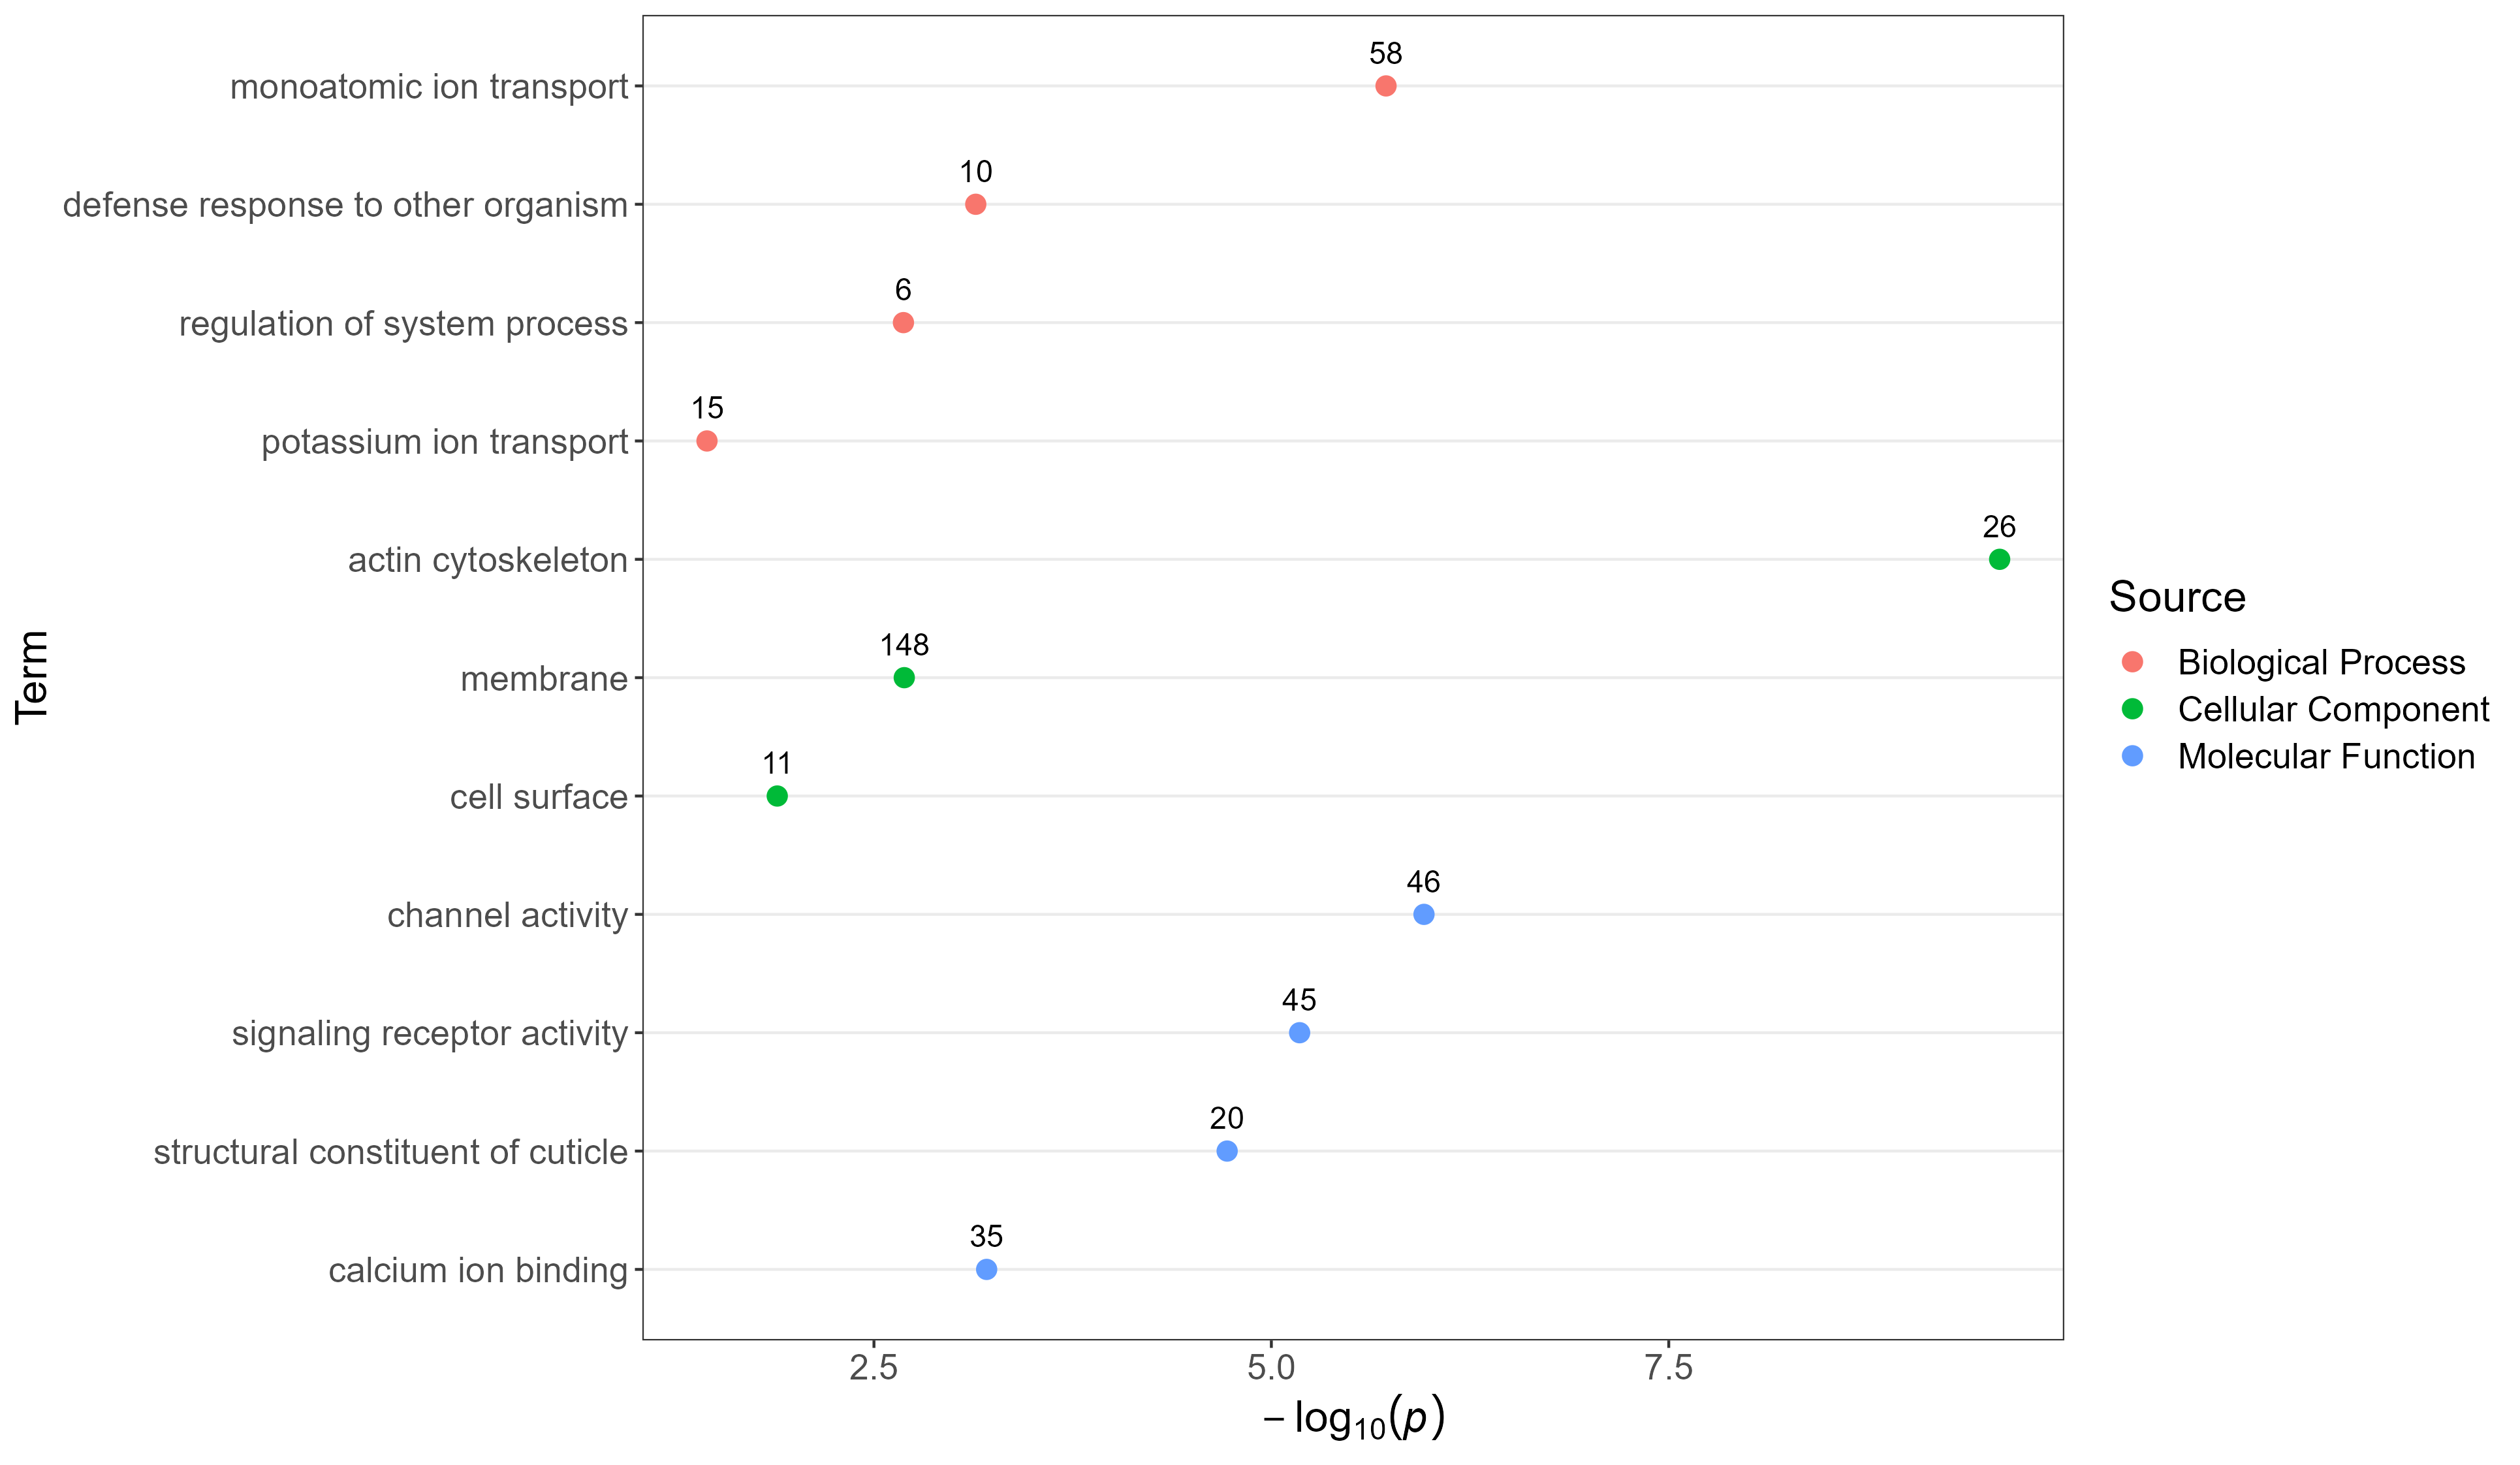 58
monoatomic ion transport
10
defense response to other organism
6
regulation of system process
15
potassium ion transport
26
actin cytoskeleton
148
membrane
11
cell surface
46
channel activity
45
signaling receptor activity
20
structural constituent of cuticle
35
calcium ion binding
Term
2.5 5.0 7.5
− log10(p)
Source
Biological Process
Cellular Component
Molecular Function